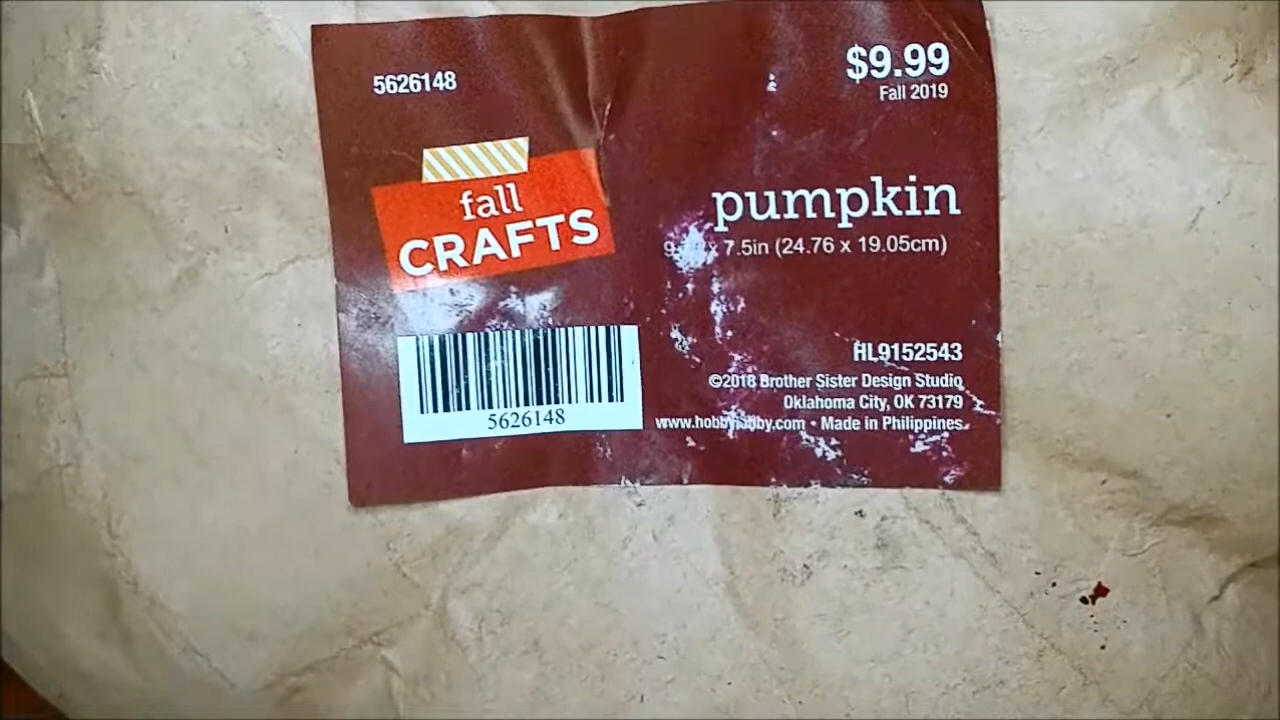 5626148
$9.99
Fall 2019
fall
CRAFTS
pumpkin
7.5in (24.76 x 19.05cm)
5626148
HL9152543
©2018 Brother Sister Design Studio
Oklahoma City, OK 73179
www.hobbylobby.com • Made in Philippines